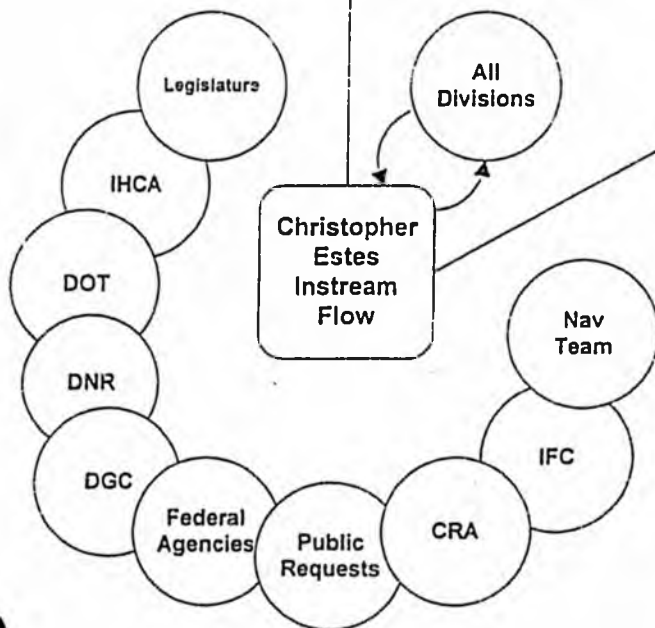 Legislature
All
Divisions
IHCA
Christopher
Estes
Instream
Flow
DOT
Nav
Team
DNR
IFC
DGC
Federal
Agencies
Public
Requests
CRA